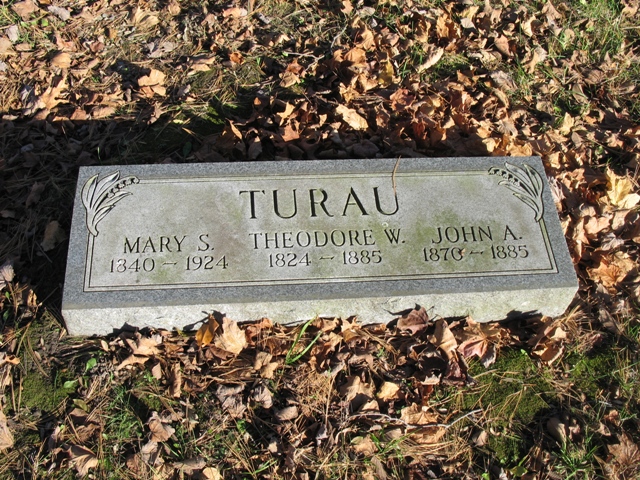 TURAU
MARY S. THEODORE W. JOHN A.
1840 - 1924 1824 - 1885 1870 - 1885